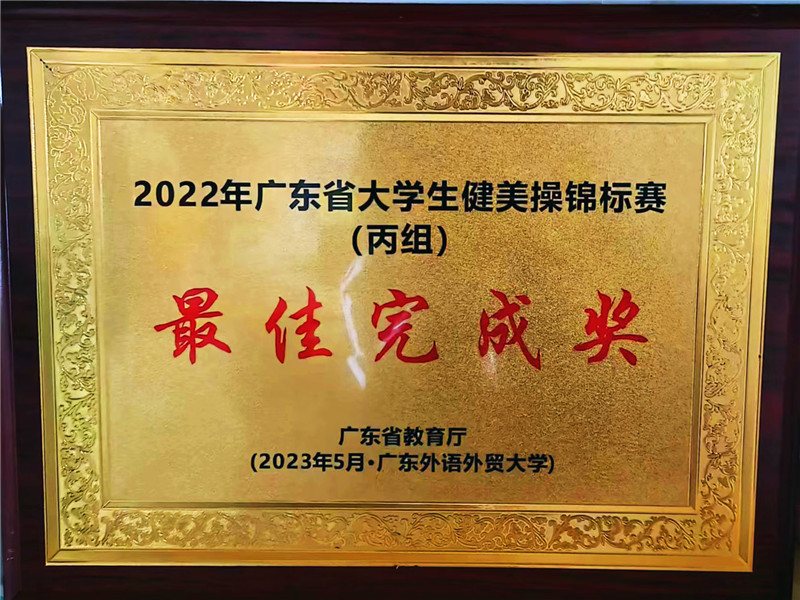 2022年广东省大学生健美操锦标赛
（丙组）
最佳完成奖
广东省教育厅
(2023年5月·广东外语外贸大学)